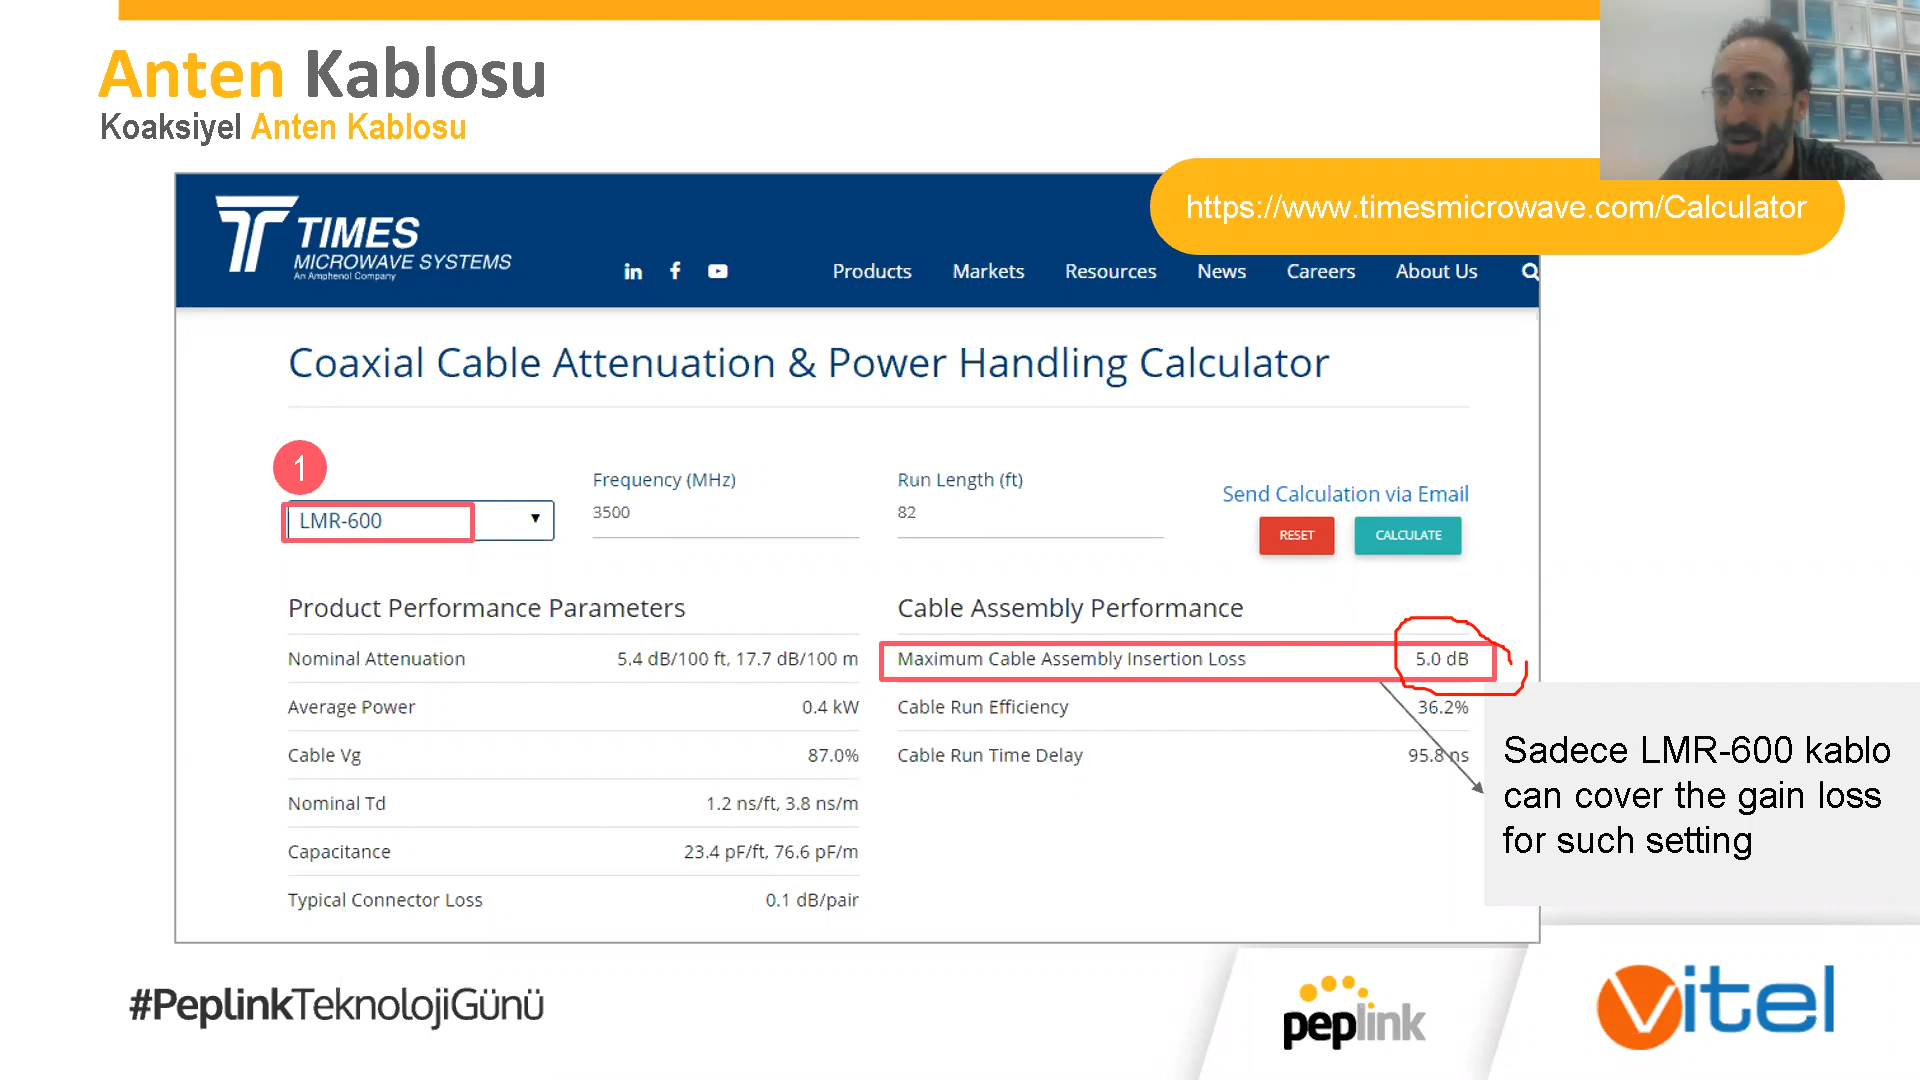 Anten Kablosu
Koaksiyel Anten Kablosu
https://www.timesmicrowave.com/Calculator
TIMES
MICROWAVE SYSTEMS
An Amphenol Company
Products Markets Resources News Careers About Us
Coaxial Cable Attenuation & Power Handling Calculator
1
LMR-600
Frequency (MHz)
3500
Run Length (ft)
82
Send Calculation via Email
RESET CALCULATE
Product Performance Parameters
Nominal Attenuation 5.4 dB/100 ft, 17.7 dB/100 m
Average Power 0.4 kW
Cable Vg 87.0%
Nominal Td 1.2 ns/ft, 3.8 ns/m
Capacitance 23.4 pF/ft, 76.6 pF/m
Typical Connector Loss 0.1 dB/pair
Cable Assembly Performance
Maximum Cable Assembly Insertion Loss 5.0 dB
Cable Run Efficiency 36.2%
Cable Run Time Delay 95.8 ns
Sadece LMR-600 kablo
can cover the gain loss
for such setting
#PeplinkTeknolojiGünü
peplink
vitel